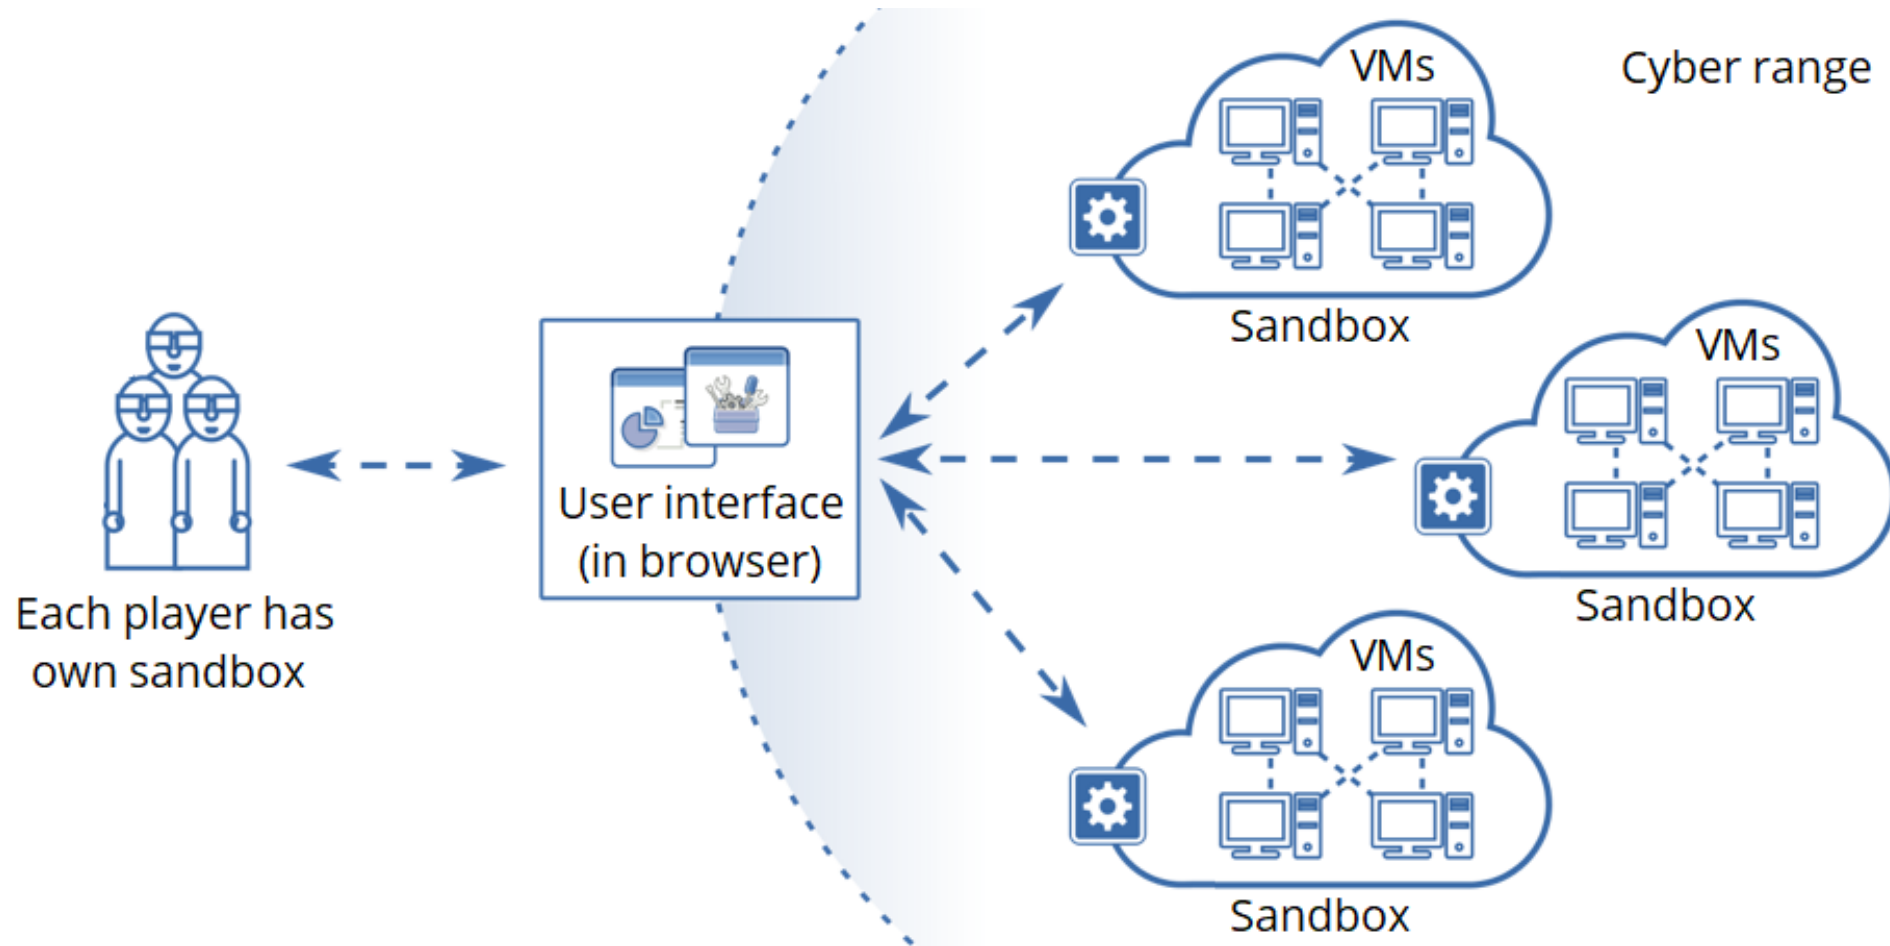 VMs
Cyber range
Sandbox
VMs
Sandbox
User interface
(in browser)
Each player has
own sandbox
VMs
Sandbox